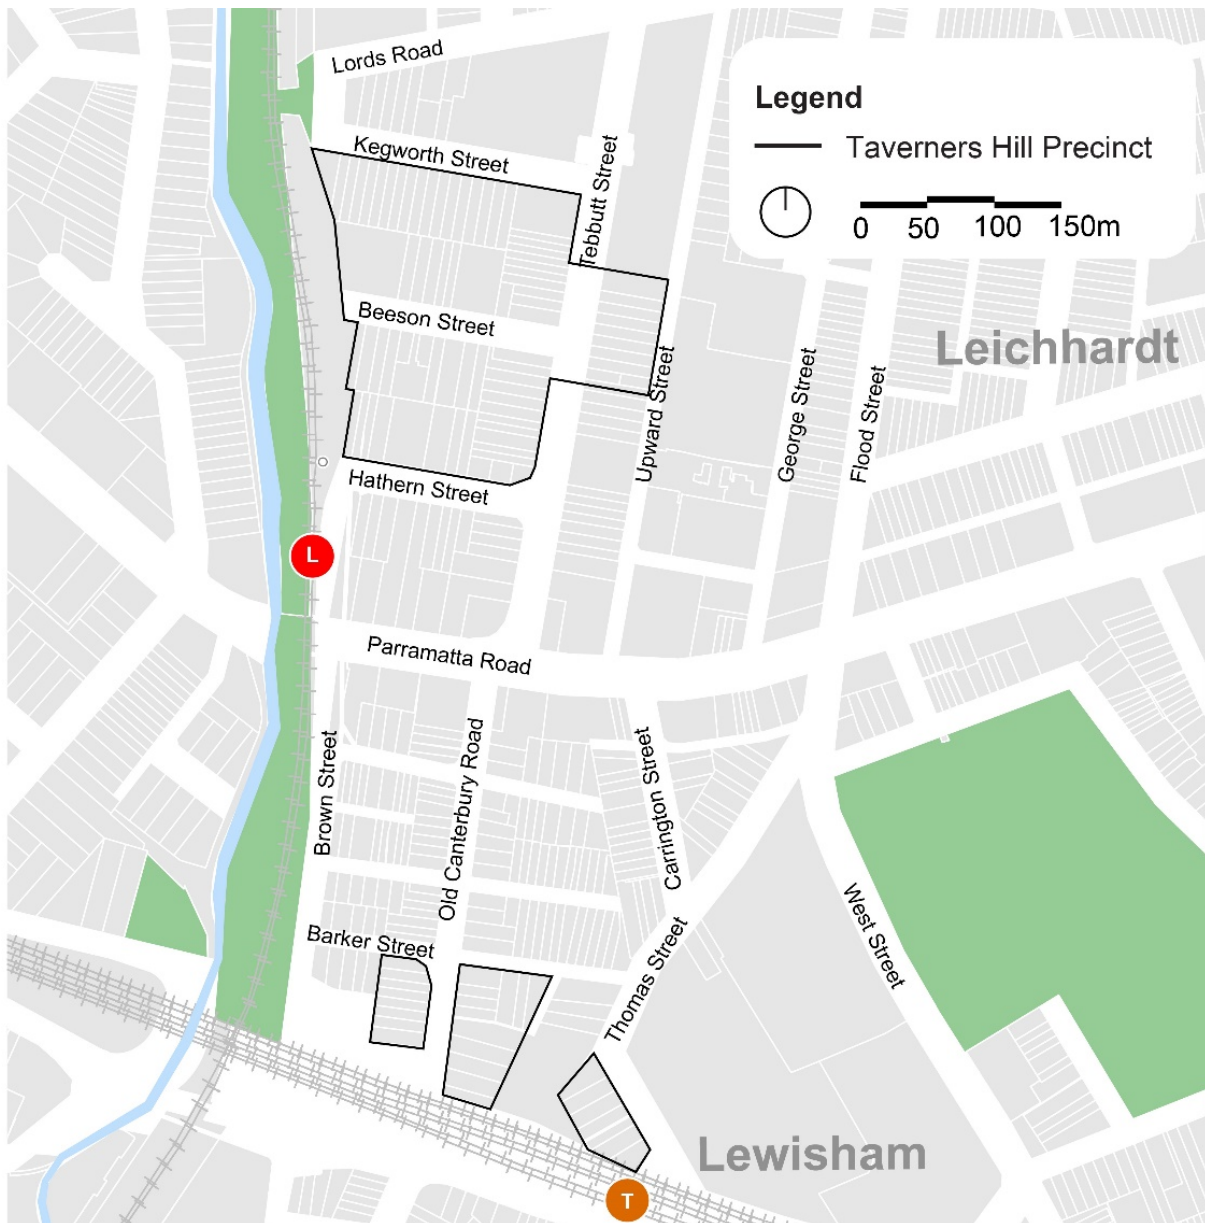 Lords Road
Legend
Taverners Hill Precinct
0 50 100 150m
Kegworth Street
Tebbutt Street
Beeson Street
Leichhardt
Upward Street
George Street
Flood Street
Hathern Street
L
Parramatta Road
Brown Street
Old Canterbury Road
Carrington Street
West Street
Barker Street
Thomas Street
Lewisham
T